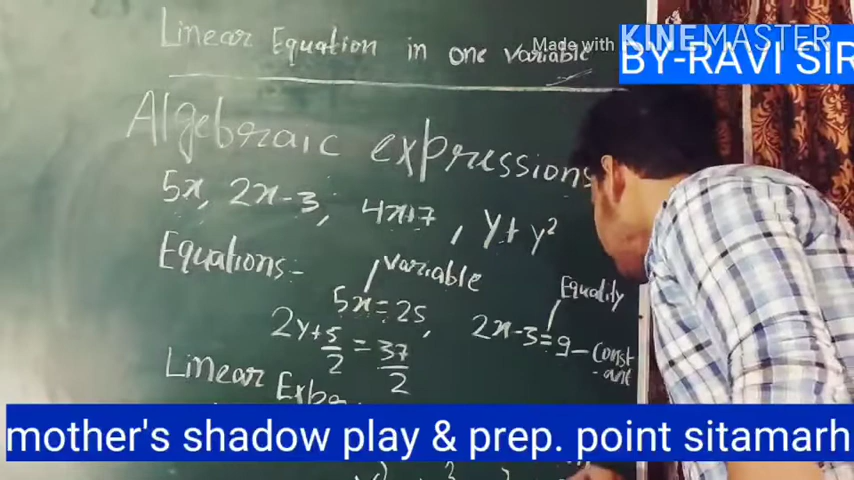 Linear Equation in one variable
Made with KINEMASTER
BY-RAVI SIR
Algebraic expressions
5x, 2x-3, 4x+7, y+y²
Equations:- variable
Equality
5x=25, 2x-3=9-Const
-ant
2y+5/2=37/2
Linear
mother's shadow play & prep. point sitamarh